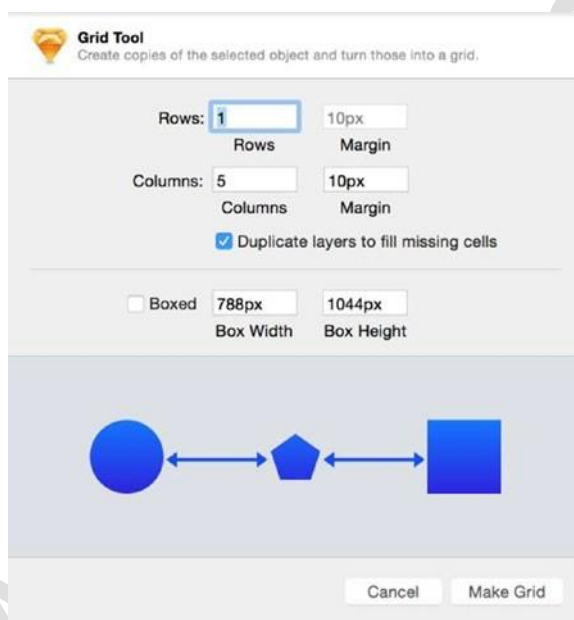 Grid Tool
Create copies of the selected object and turn those into a grid.
Rows: 1 10px
Rows Margin
Columns: 5 10px
Columns Margin
Duplicate layers to fill missing cells
Boxed 788px 1044px
Box Width Box Height
Cancel Make Grid